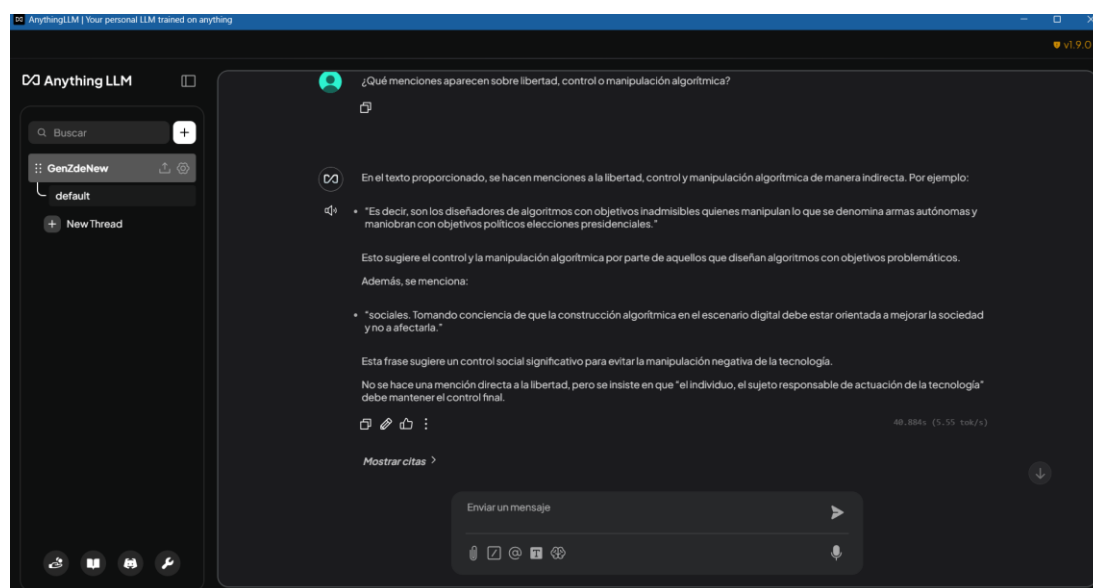 AnythingLLM | Your personal LLM trained on anything
v1.9.0
Anything LLM
Buscar
GenZdeNew
default
New Thread
¿Qué menciones aparecen sobre libertad, control o manipulación algorítmica?
En el texto proporcionado, se hacen menciones a la libertad, control y manipulación algorítmica de manera indirecta. Por ejemplo:
• "Es decir, son los diseñadores de algoritmos con objetivos inadmisibles quienes manipulan lo que se denomina armas autónomas y
maniobran con objetivos políticos elecciones presidenciales."
Esto sugiere el control y la manipulación algorítmica por parte de aquellos que diseñan algoritmos con objetivos problemáticos.
Además, se menciona:
• "sociales. Tomando conciencia de que la construcción algorítmica en el escenario digital debe estar orientada a mejorar la sociedad
y no a afectarla."
Esta frase sugiere un control social significativo para evitar la manipulación negativa de la tecnología.
No se hace una mención directa a la libertad, pero se insiste en que "el individuo, el sujeto responsable de actuación de la tecnología"
debe mantener el control final.
40.884s (5.55 tok/s)
Mostrar citas
Enviar un mensaje